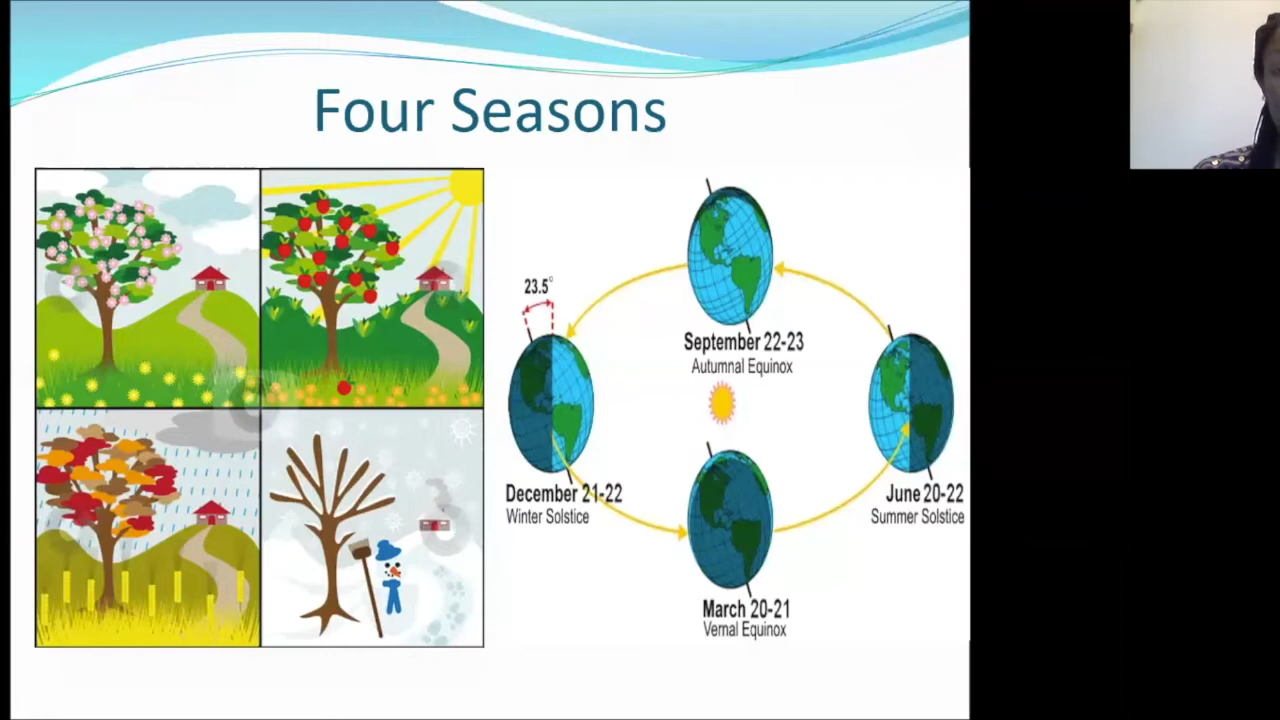 Four Seasons
23.5°
September 22-23
Autumnal Equinox
December 21-22
Winter Solstice
June 20-22
Summer Solstice
March 20-21
Vernal Equinox